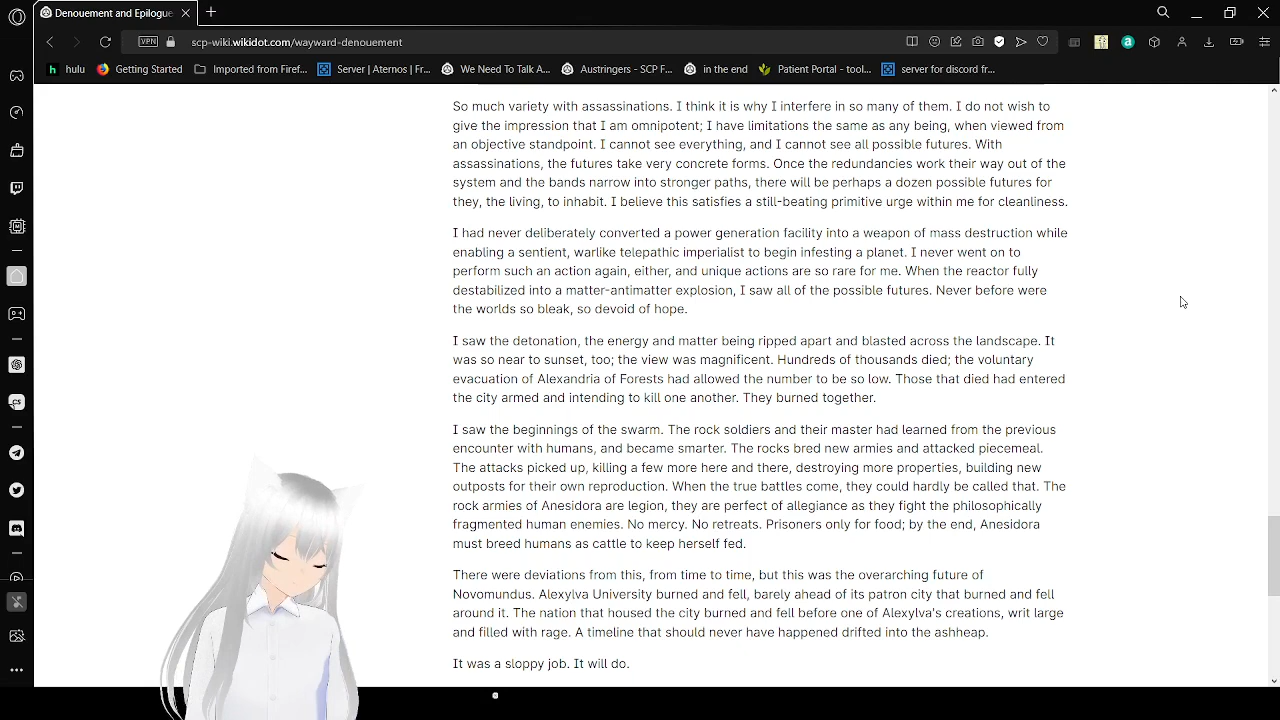 Denouement and Epilogue
scp-wiki.wikidot.com/wayward-denouement
VPN
hulu
Getting Started
Imported from Firef...
Server | Aternos | Fr...
We Need To Talk A...
Austringers - SCP F...
in the end
Patient Portal - tool...
server for discord fr...
So much variety with assassinations. I think it is why I interfere in so many of them. I do not wish to
give the impression that I am omnipotent; I have limitations the same as any being, when viewed from
an objective standpoint. I cannot see everything, and I cannot see all possible futures. With
assassinations, the futures take very concrete forms. Once the redundancies work their way out of the
system and the bands narrow into stronger paths, there will be perhaps a dozen possible futures for
they, the living, to inhabit. I believe this satisfies a still-beating primitive urge within me for cleanliness.
I had never deliberately converted a power generation facility into a weapon of mass destruction while
enabling a sentient, warlike telepathic imperialist to begin infesting a planet. I never went on to
perform such an action again, either, and unique actions are so rare for me. When the reactor fully
destabilized into a matter-antimatter explosion, I saw all of the possible futures. Never before were
the worlds so bleak, so devoid of hope.
I saw the detonation, the energy and matter being ripped apart and blasted across the landscape. It
was so near to sunset, too; the view was magnificent. Hundreds of thousands died; the voluntary
evacuation of Alexandria of Forests had allowed the number to be so low. Those that died had entered
the city armed and intending to kill one another. They burned together.
I saw the beginnings of the swarm. The rock soldiers and their master had learned from the previous
encounter with humans, and became smarter. The rocks bred new armies and attacked piecemeal.
The attacks picked up, killing a few more here and there, destroying more properties, building new
outposts for their own reproduction. When the true battles come, they could hardly be called that. The
rock armies of Anesidora are legion, they are perfect of allegiance as they fight the philosophically
fragmented human enemies. No mercy. No retreats. Prisoners only for food; by the end, Anesidora
must breed humans as cattle to keep herself fed.
There were deviations from this, from time to time, but this was the overarching future of
Novomundus. Alexylva University burned and fell, barely ahead of its patron city that burned and fell
around it. The nation that housed the city burned and fell before one of Alexylva's creations, writ large
and filled with rage. A timeline that should never have happened drifted into the ashheap.
It was a sloppy job. It will do.